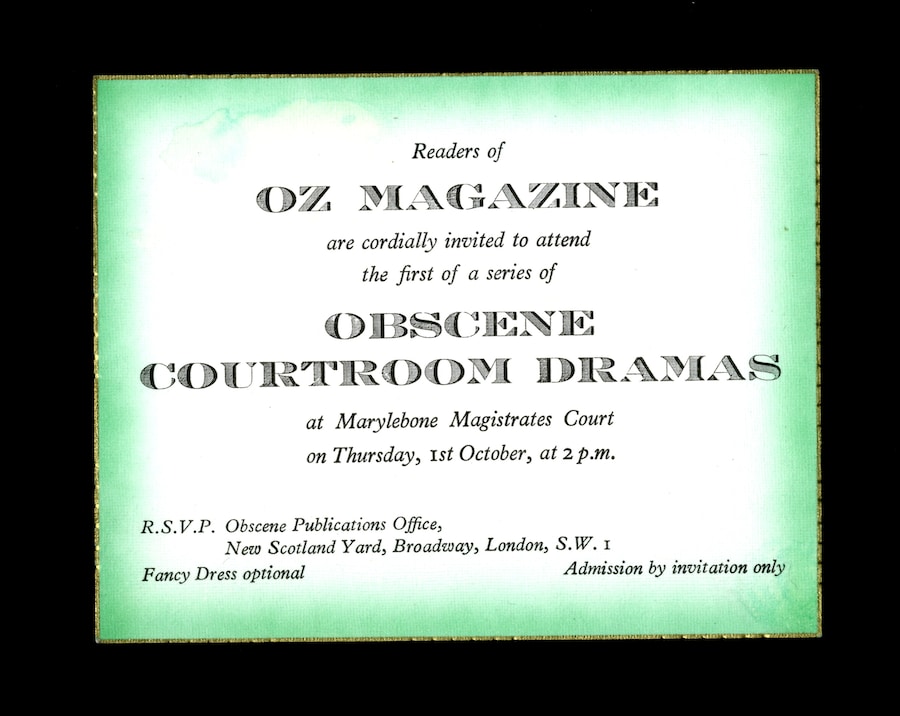 Readers of
OZ MAGAZINE
are cordially invited to attend
the first of a series of
OBSCENE
COURTROOM DRAMAS
at Marylebone Magistrates Court
on Thursday, 1st October, at 2 p.m.
R.S.V.P. Obscene Publications Office,
New Scotland Yard, Broadway, London, S.W. 1
Fancy Dress optional
Admission by invitation only